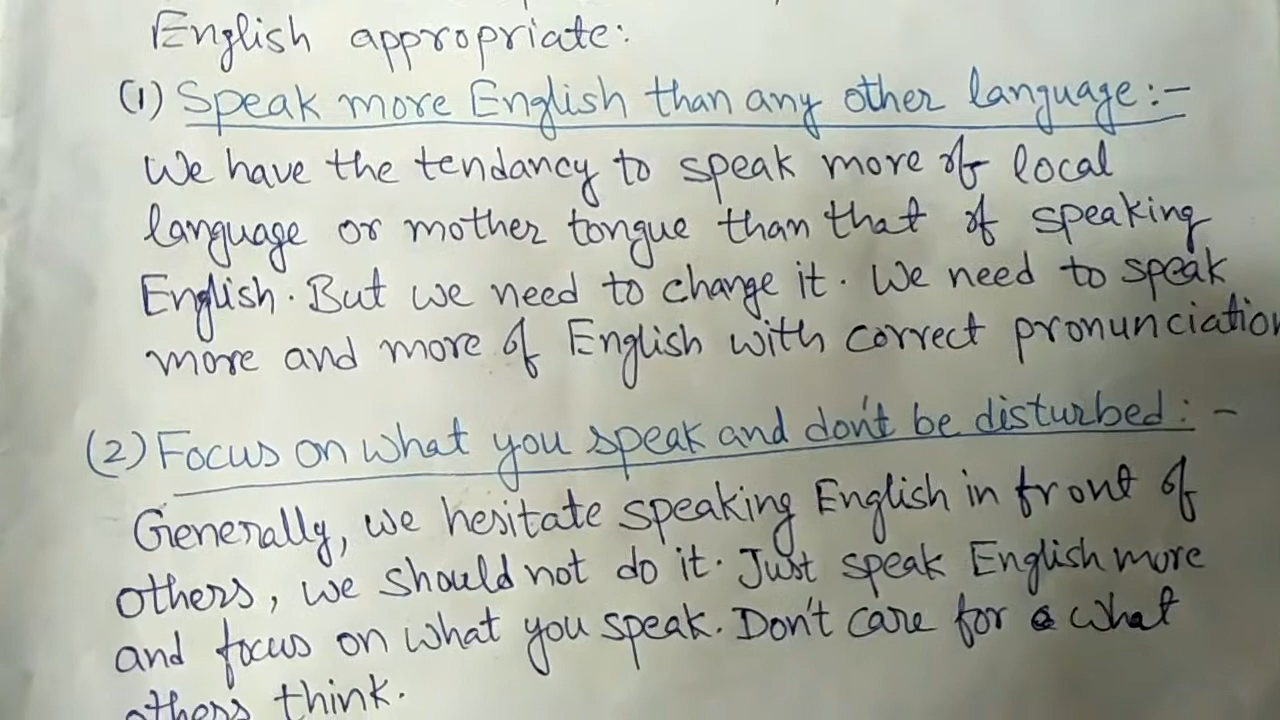 English appropriate:
(1) Speak more English than any other language:-
We have the tendancy to speak more of local
language or mother tongue than that of speaking
English. But we need to change it. We need to speak
more and more of English with correct pronunciation
(2) Focus on what you speak and don't be disturbed: -
Generally, we hesitate speaking English in front of
others, we should not do it. Just speak English more
and focus on what you speak. Don't care for what
others think.